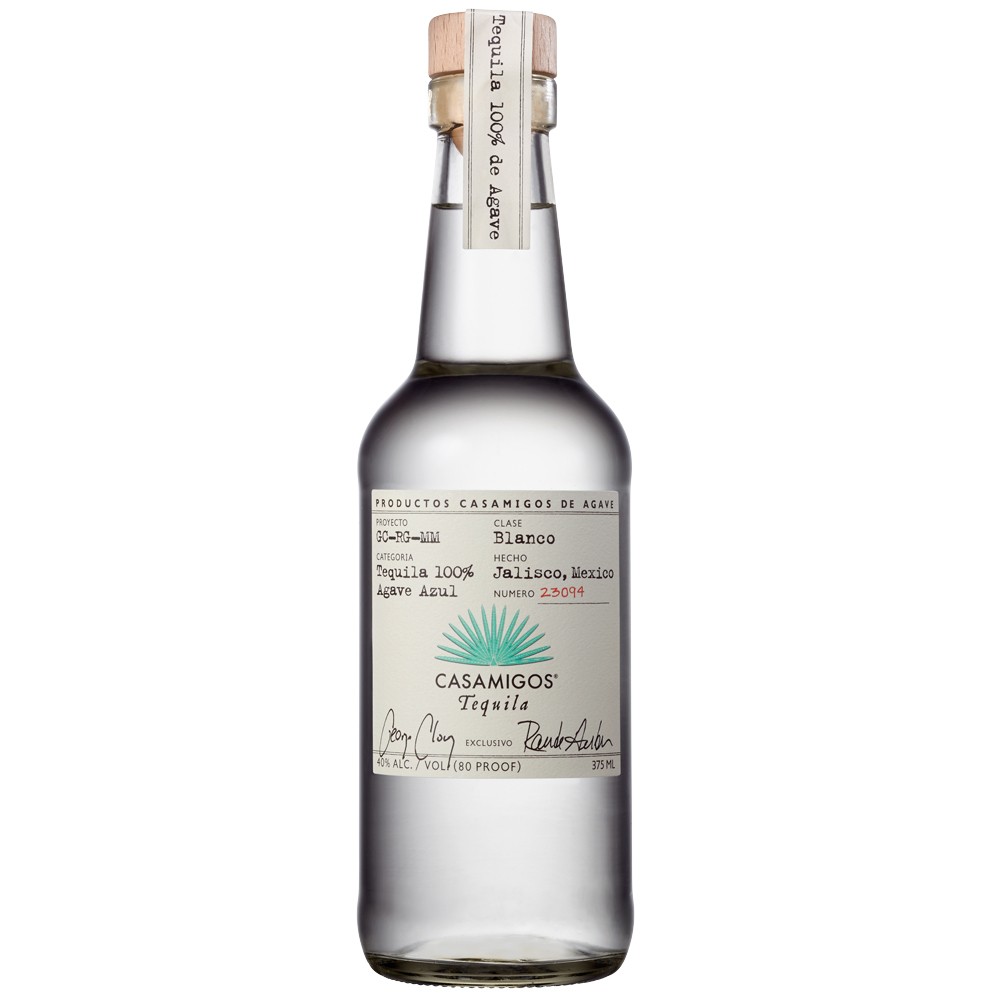 Tequila 100% de Agave
PRODUCTOS CASAMIGOS DE AGAVE
PROYECTO
GC-RG-MM
CLASE
Blanco
CATEGORIA
Tequila 100%
Agave Azul
HECHO
Jalisco, Mexico
NUMERO 23094
CASAMIGOS®
Tequila
EXCLUSIVO
40% ALC./VOL. (80 PROOF)
375 ML